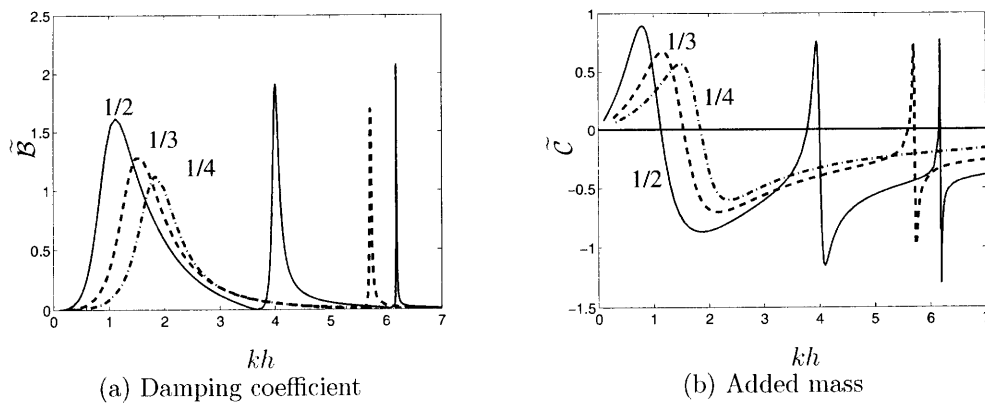 2.5
2
1.5
1
0.5
0
B̃
1/2
1/3
1/4
0 1 2 3 4 5 6 7
kh
(a) Damping coefficient
1
0.5
0
−0.5
−1
−1.5
C̃
1/3
1/4
1/2
0 1 2 3 4 5 6
kh
(b) Added mass